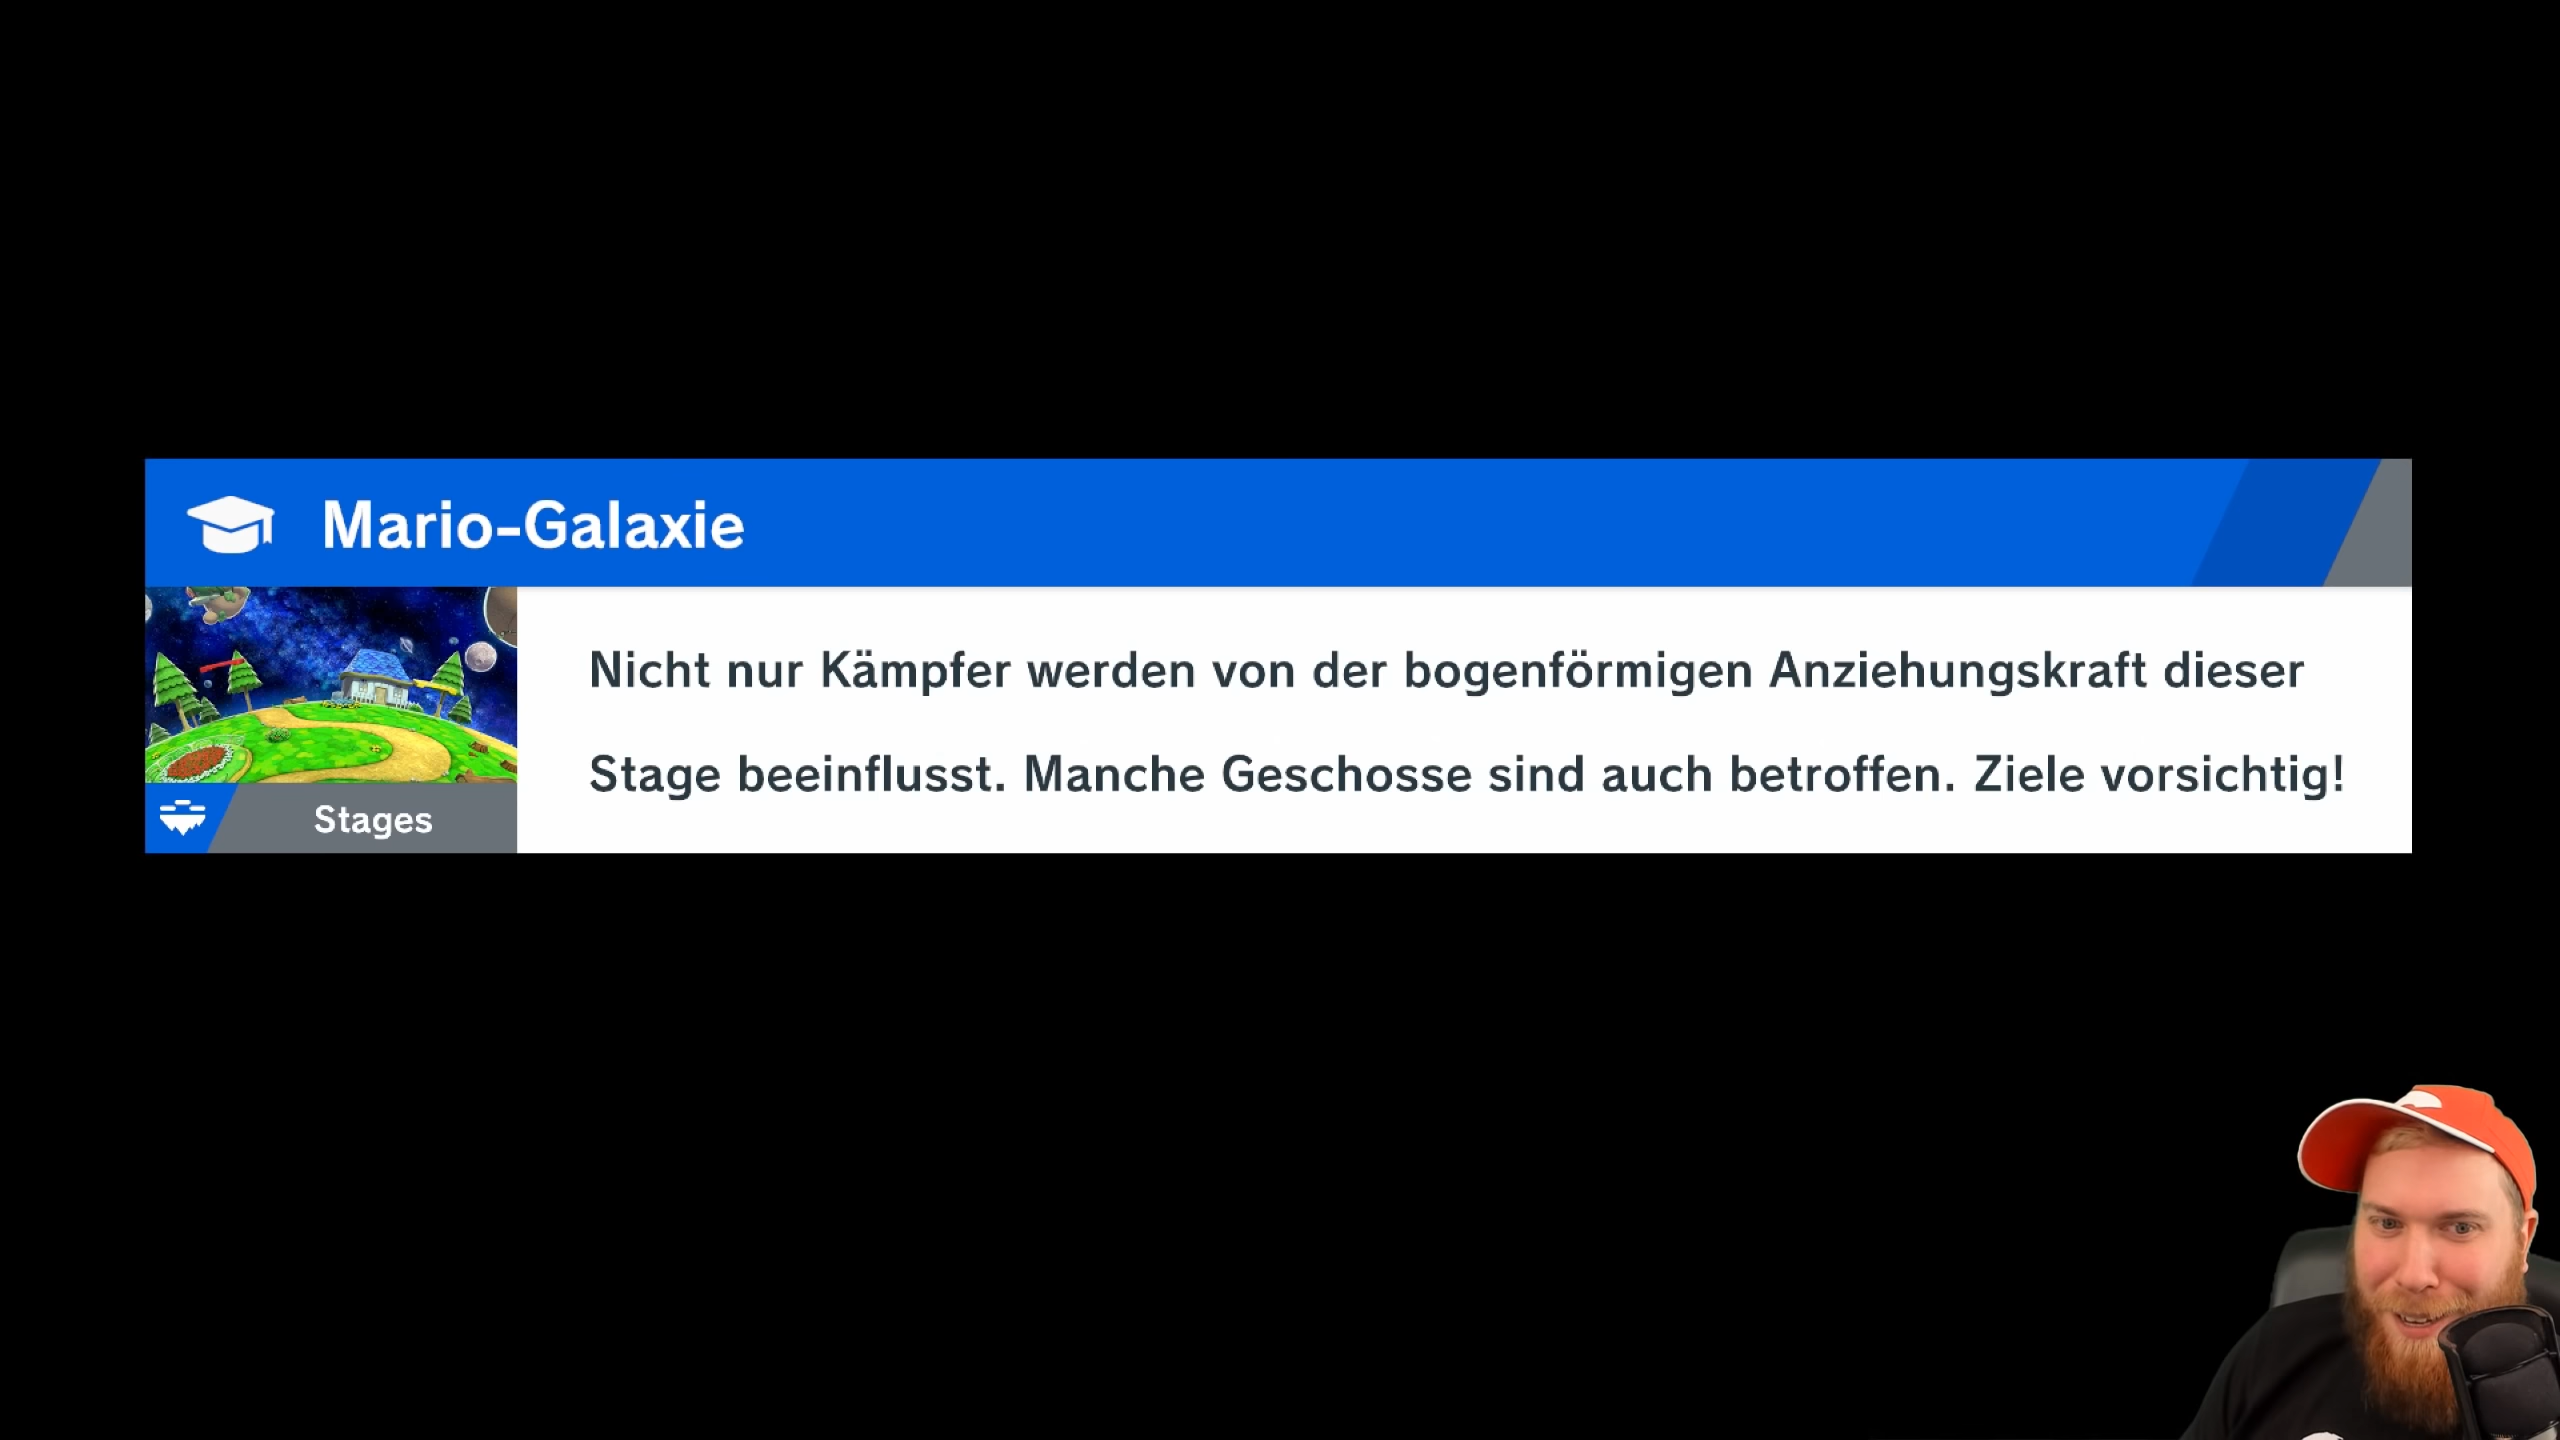 Mario-Galaxie
Nicht nur Kämpfer werden von der bogenförmigen Anziehungskraft dieser
Stage beeinflusst. Manche Geschosse sind auch betroffen. Ziele vorsichtig!
Stages